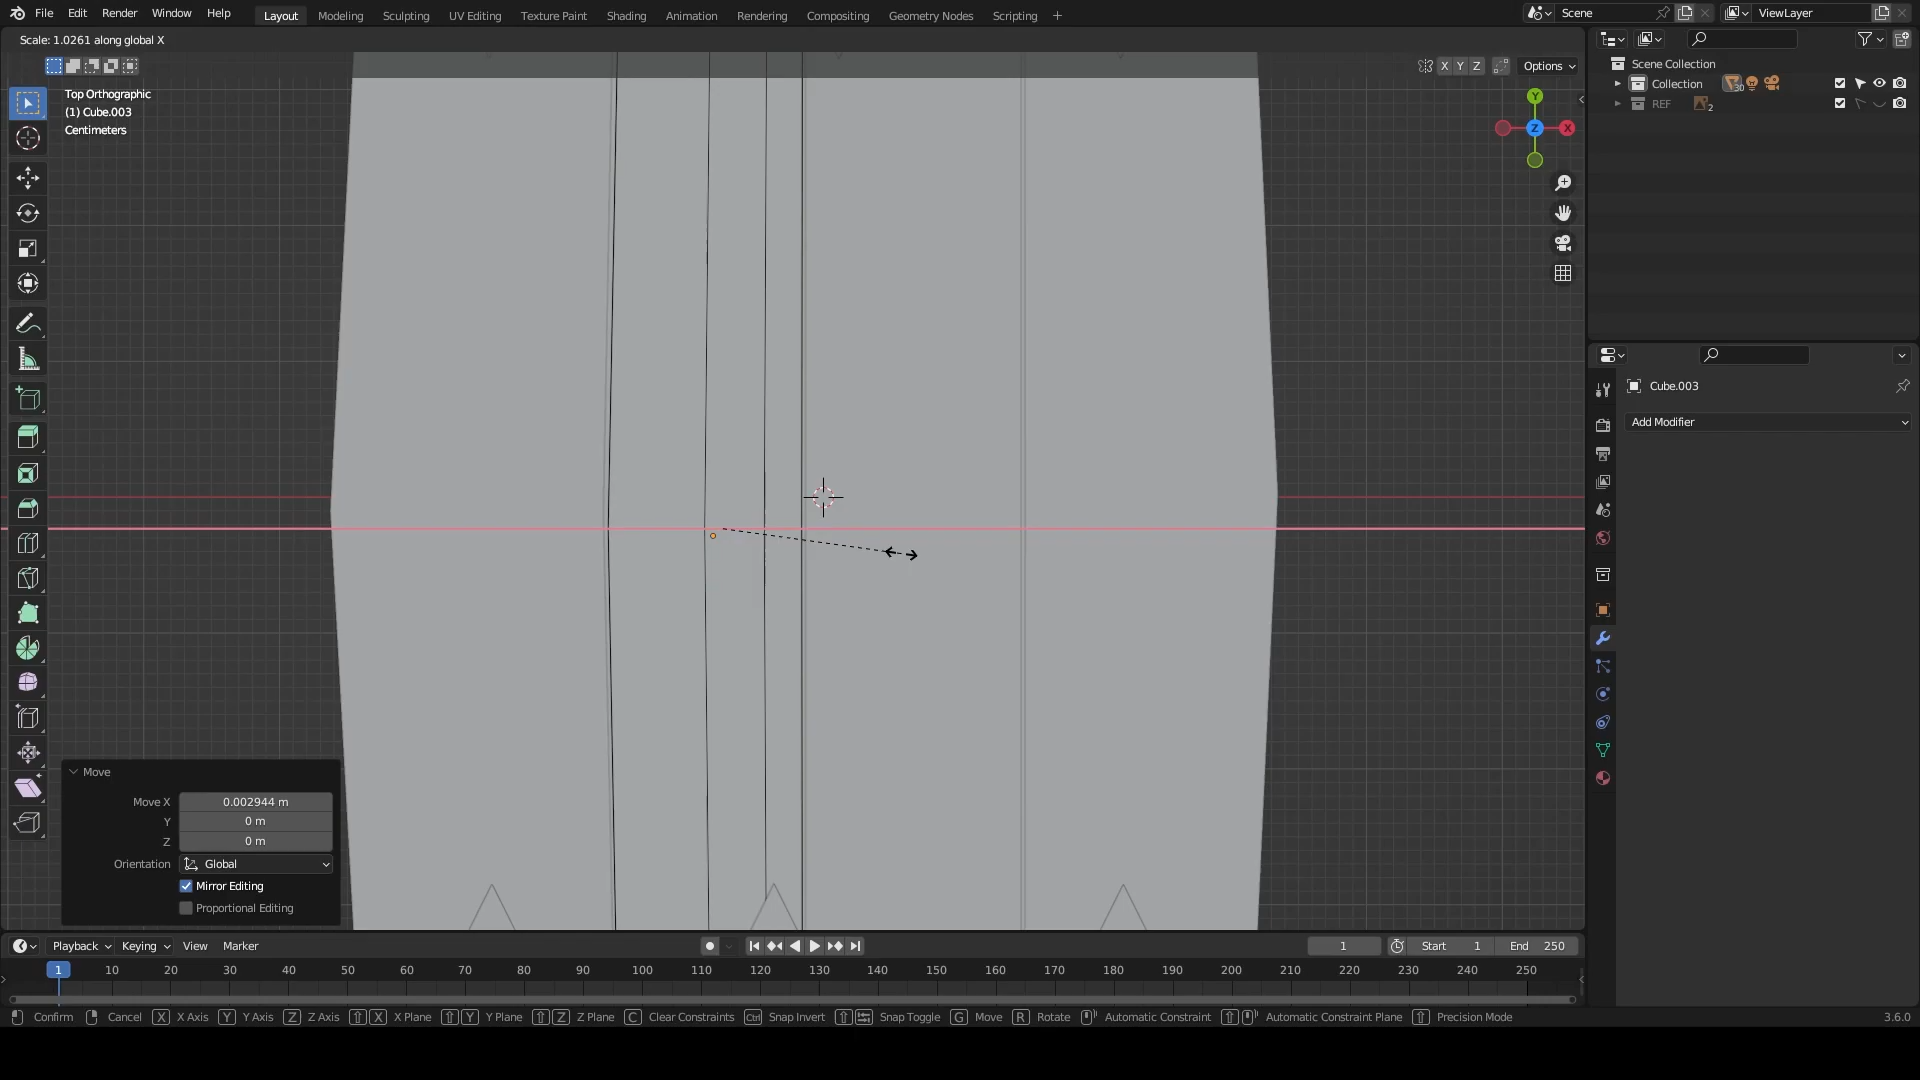 File Edit Render Window Help Layout Modeling Sculpting UV Editing Texture Paint Shading Animation Rendering Compositing Geometry Nodes Scripting + Scene ViewLayer
Scale: 1.0261 along global X
X Y Z Options
Top Orthographic
(1) Cube.003
Centimeters
Y
Z X
Scene Collection
Collection 30
REF 2
Cube.003
Add Modifier
Move
Move X 0.002944 m
Y 0 m
Z 0 m
Orientation Global
Mirror Editing
Proportional Editing
Playback Keying View Marker 1 Start 1 End 250
1 10 20 30 40 50 60 70 80 90 100 110 120 130 140 150 160 170 180 190 200 210 220 230 240 250
Confirm Cancel X X Axis Y Y Axis Z Z Axis X X Plane Y Y Plane Z Z Plane C Clear Constraints Ctrl Snap Invert Snap Toggle G Move R Rotate Automatic Constraint Automatic Constraint Plane Precision Mode 3.6.0